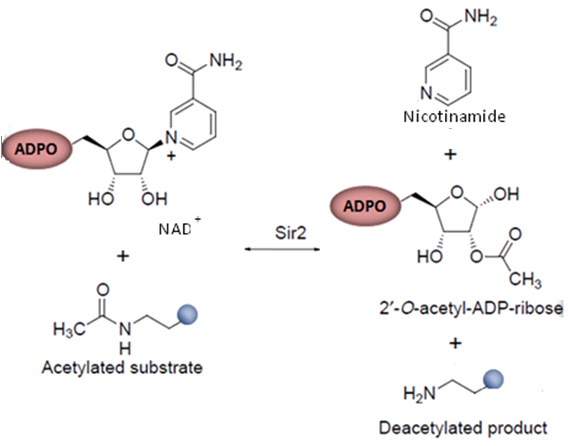 O
NH₂
O
N
+
ADPO
HO
OH
NAD⁺
+
O
H₃C
N
H
Acetylated substrate
Sir2
O
NH₂
N
Nicotinamide
+
ADPO
O
OH
HO
O
O
CH₃
2′-O-acetyl-ADP-ribose
+
H₂N
Deacetylated product